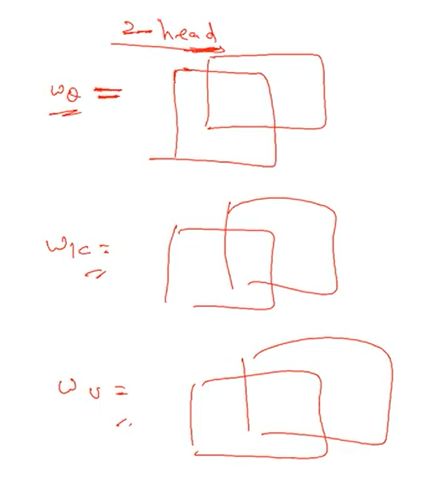 2-head
WQ =
WK =
Wv =